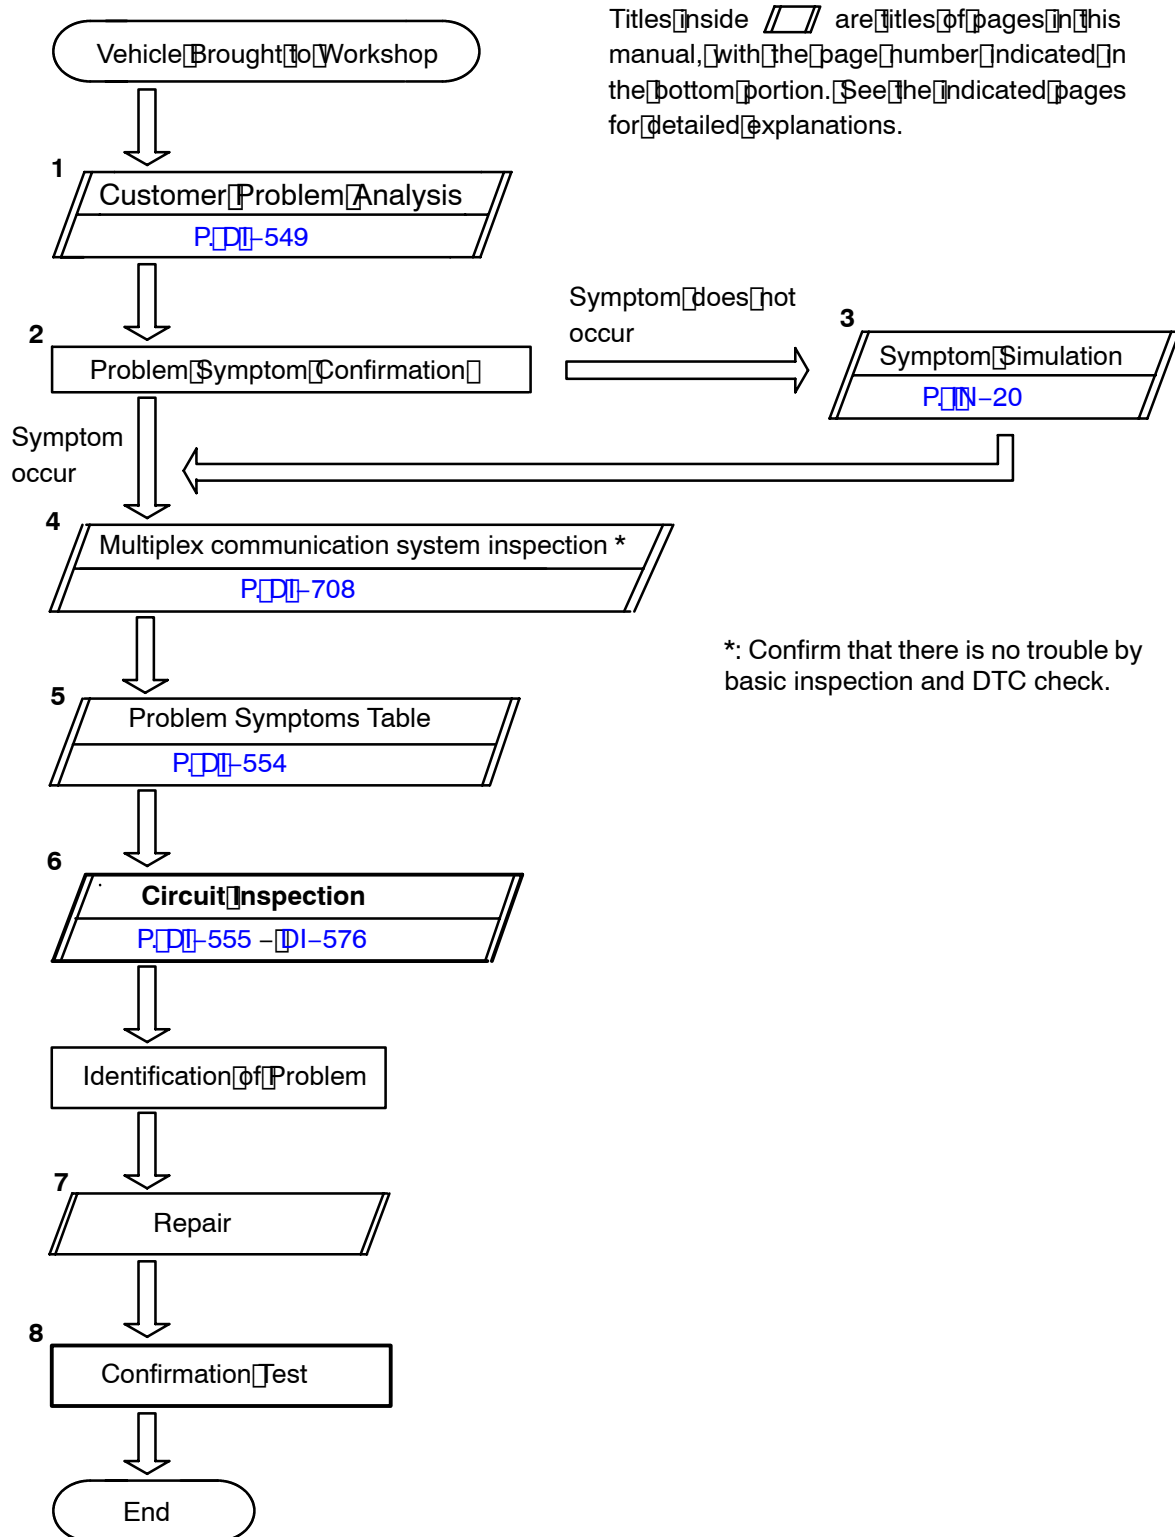 Vehicle Brought to Workshop
Titles inside are titles of pages in this
manual, with the page number indicated in
the bottom portion. See the indicated pages
for detailed explanations.
1
Customer Problem Analysis
P. DI–549
2
Problem Symptom Confirmation
Symptom does not
occur
3
Symptom Simulation
P. IN–20
Symptom
occur
4
Multiplex communication system inspection *
P. DI–708
*: Confirm that there is no trouble by
basic inspection and DTC check.
5
Problem Symptoms Table
P. DI–554
6
Circuit Inspection
P. DI–555 – DI–576
Identification of Problem
7
Repair
8
Confirmation Test
End